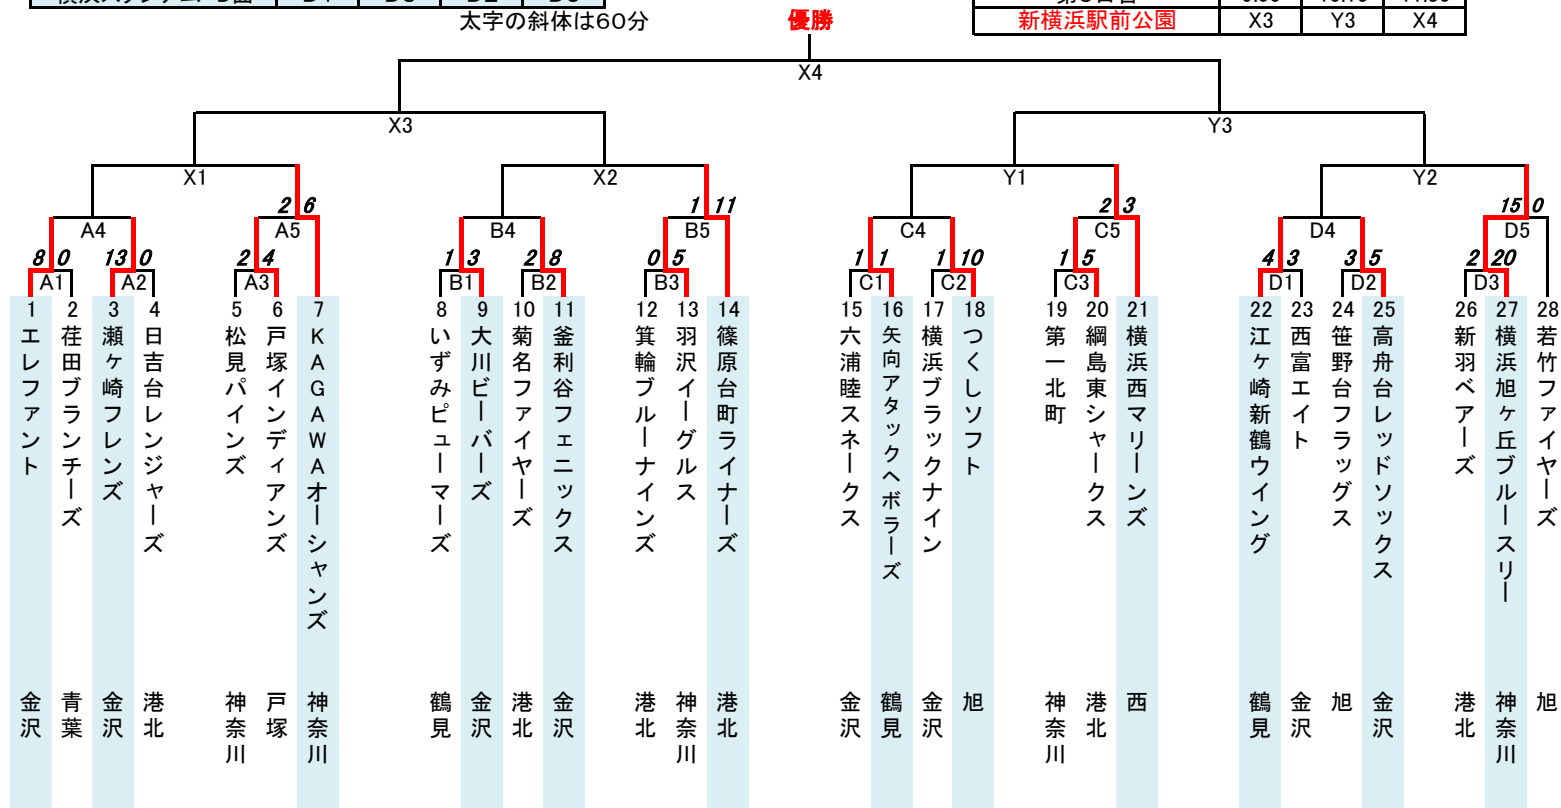 太字の斜体は60分
優勝
新横浜駅前公園 X3 Y3 X4
X4
X3 Y3
X1 X2 Y1 Y2
2 6 1 11 2 3 15 0
A4 A5 B4 B5 C4 C5 D4 D5
8 0 13 0 2 4 1 3 2 8 0 5 1 1 1 10 1 5 4 3 3 5 2 20
A1 A2 A3 B1 B2 B3 C1 C2 C3 D1 D2 D3
1 エレファント 金沢
2 荏田ブランチーズ 青葉
3 瀬ヶ崎フレンズ 金沢
4 日吉台レンジャーズ 港北
5 松見パインズ 神奈川
6 戸塚インディアンズ 戸塚
7 KAGAWAオーシャンズ 神奈川
8 いずみピューマーズ 鶴見
9 大川ビーバーズ 金沢
10 菊名ファイヤーズ 港北
11 釜利谷フェニックス 金沢
12 箕輪ブルーナインズ 港北
13 羽沢イーグルス 神奈川
14 篠原台町ライナーズ 港北
15 六浦睦スネークス 金沢
16 矢向アタックヘボラーズ 鶴見
17 横浜ブラックナイン 金沢
18 つくしソフト 旭
19 第一北町 神奈川
20 綱島東シャークス 港北
21 横浜西マリーンズ 西
22 江ヶ崎新鶴ウイング 鶴見
23 西富エイト 金沢
24 笹野台フラッグス 旭
25 高舟台レッドソックス 金沢
26 新羽ベアーズ 港北
27 横浜旭ヶ丘ブルースリー 神奈川
28 若竹ファイヤーズ 旭